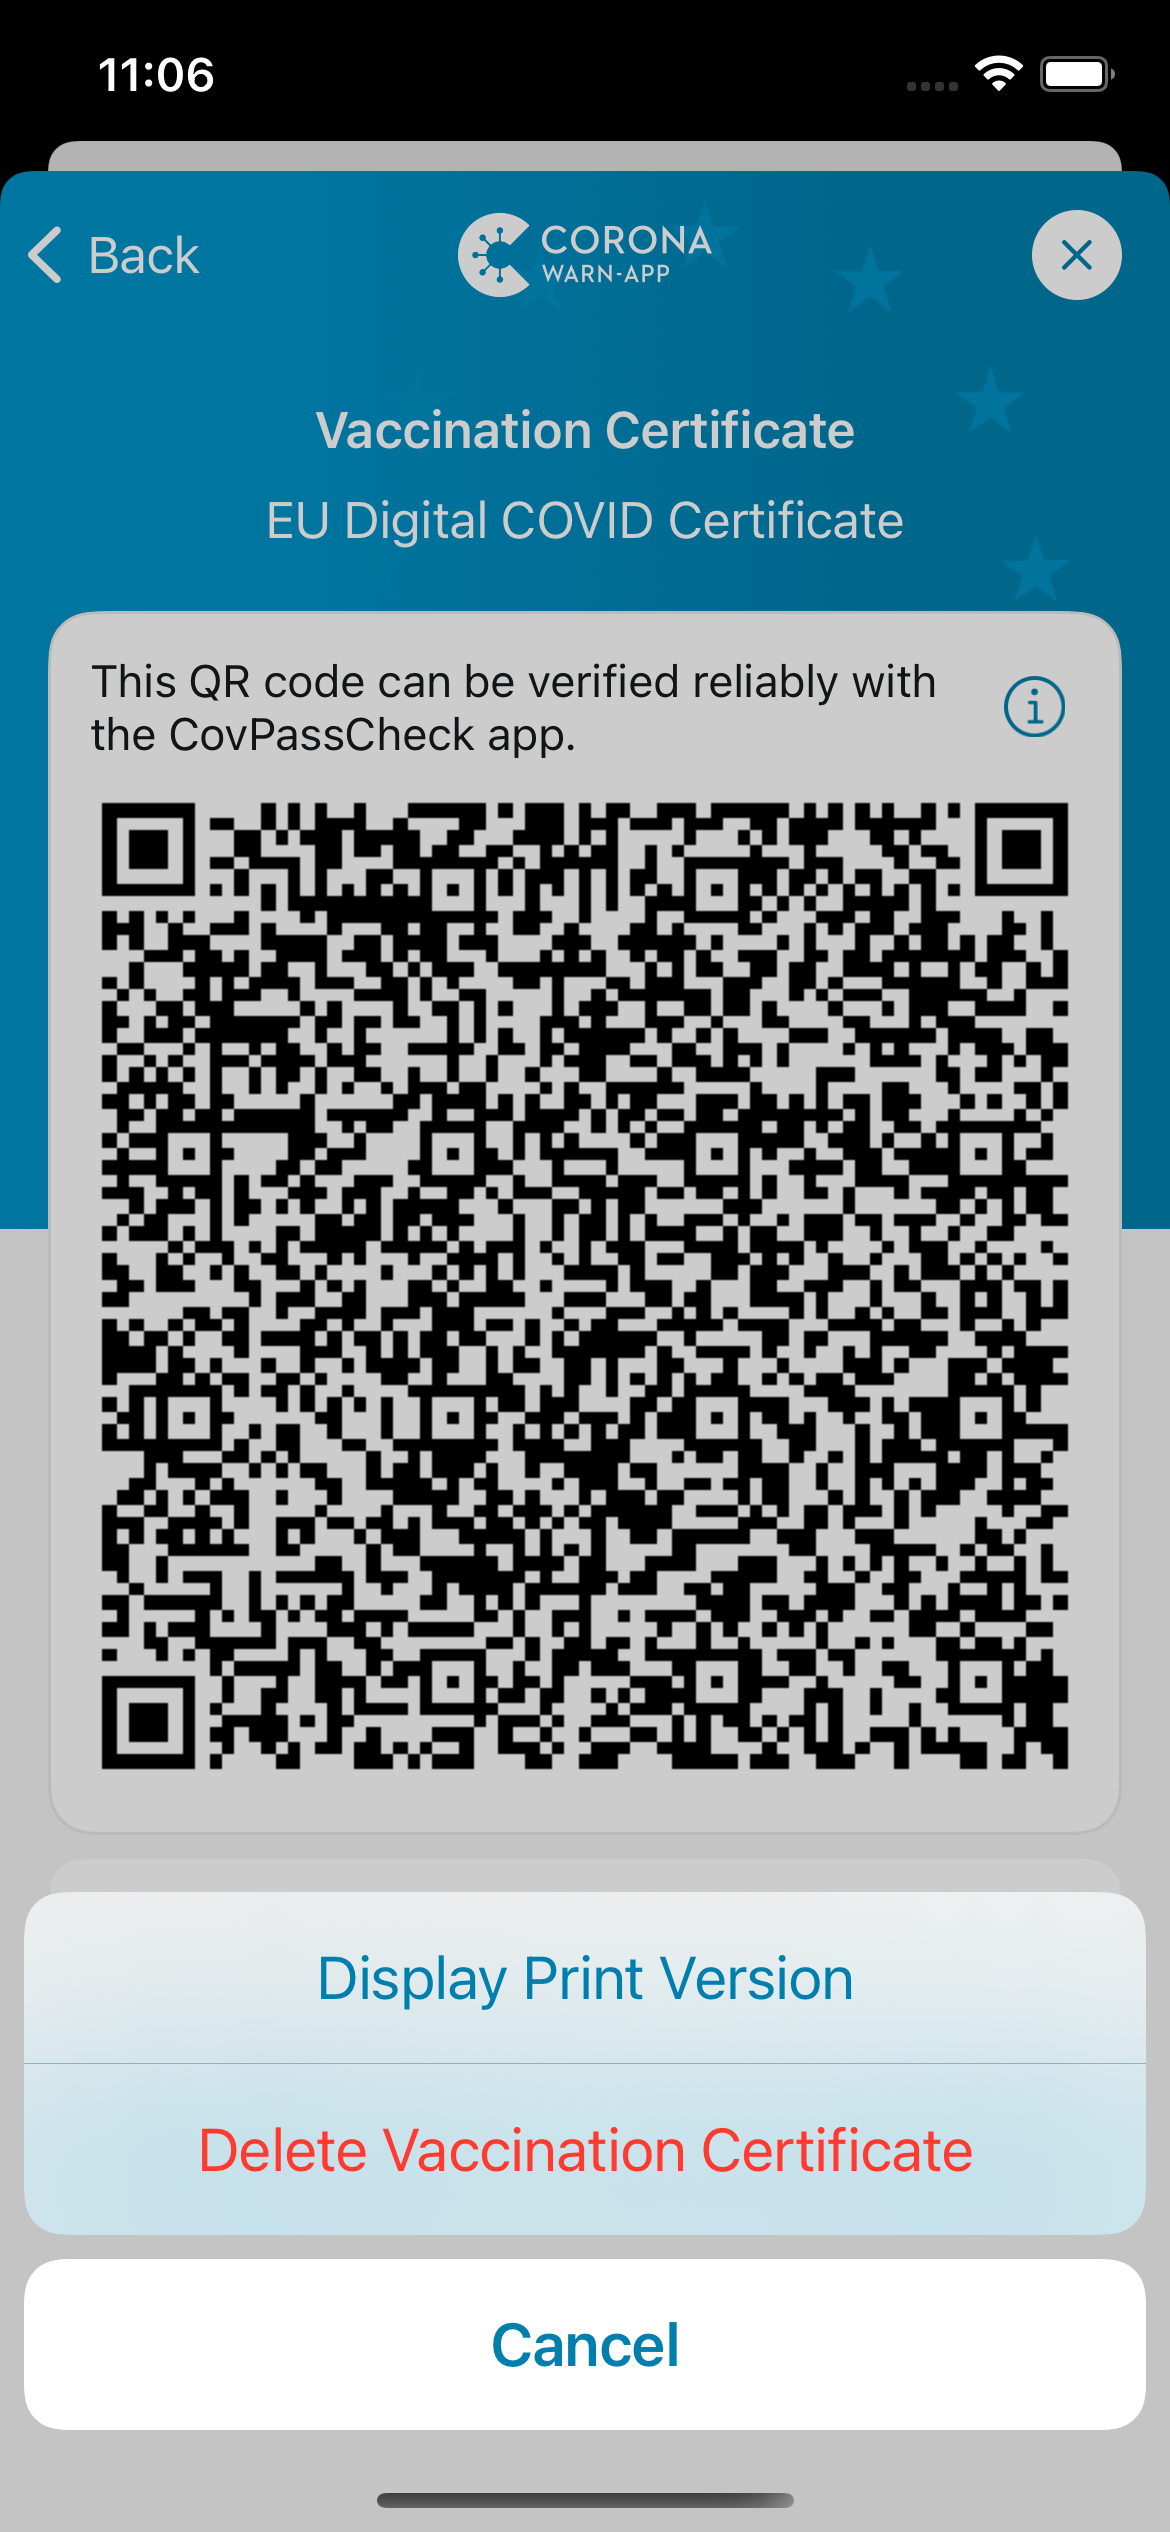 11:06
Back
CORONA
WARN-APP
Vaccination Certificate
EU Digital COVID Certificate
This QR code can be verified reliably with
the CovPassCheck app.
Display Print Version
Delete Vaccination Certificate
Cancel